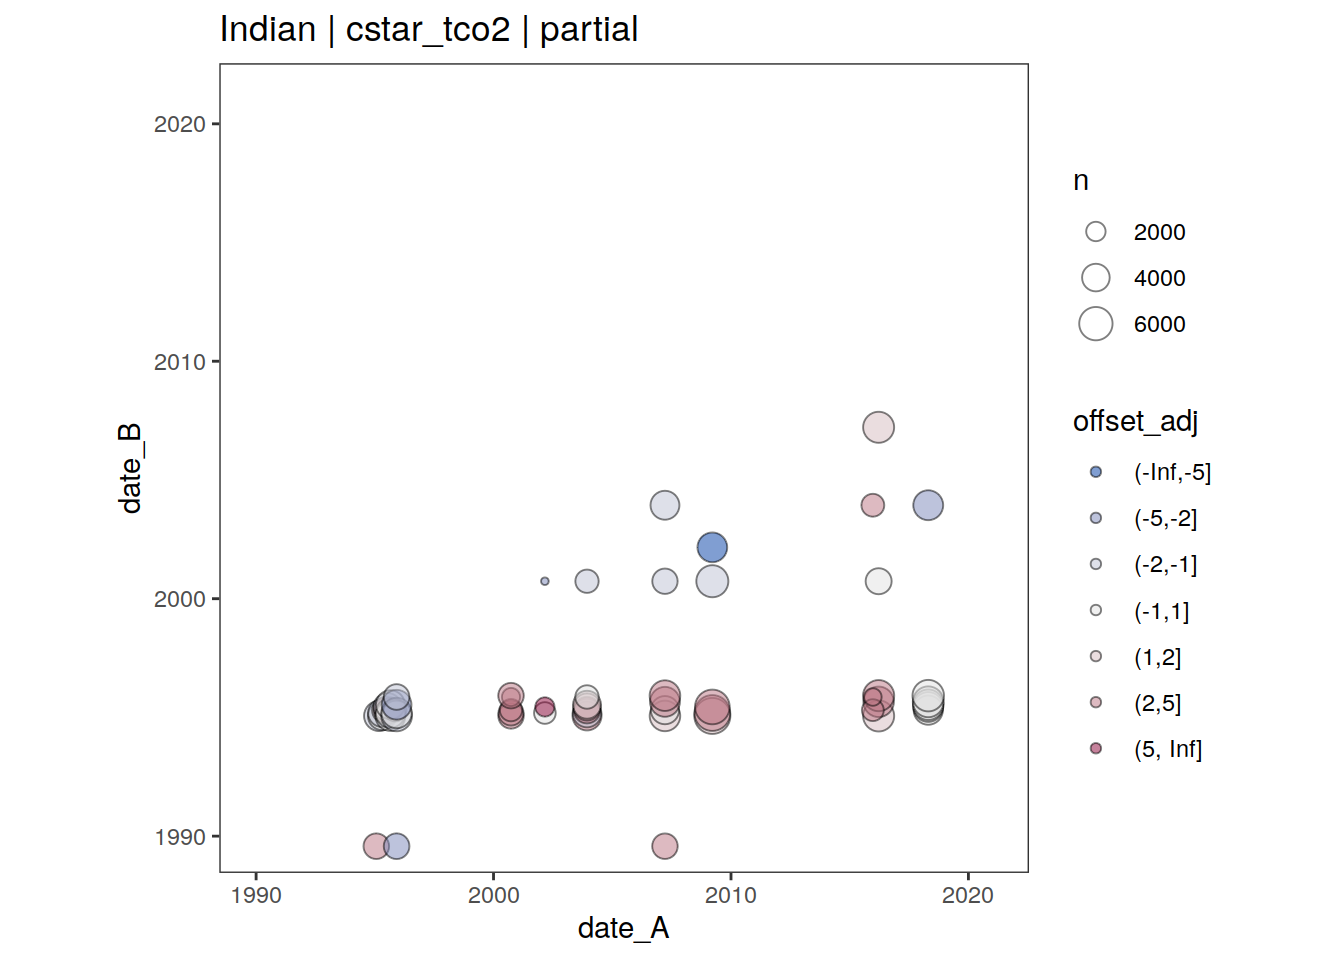 Indian | cstar_tco2 | partial
2020
2010
2000
1990
date_B
1990
2000
2010
2020
date_A
n
2000
4000
6000
offset_adj
(-Inf,-5]
(-5,-2]
(-2,-1]
(-1,1]
(1,2]
(2,5]
(5, Inf]